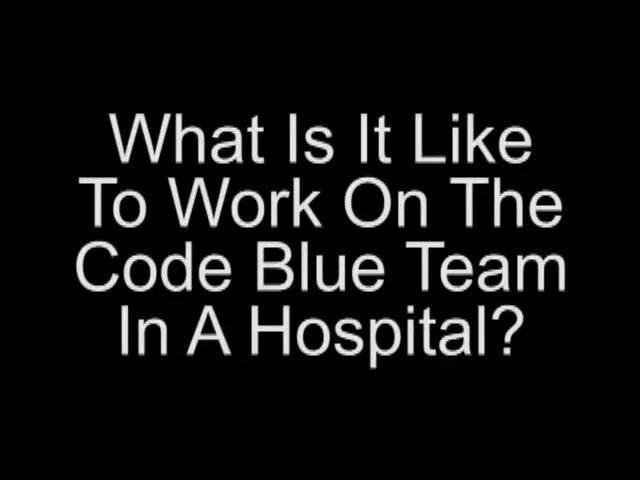 What Is It Like
To Work On The
Code Blue Team
In A Hospital?